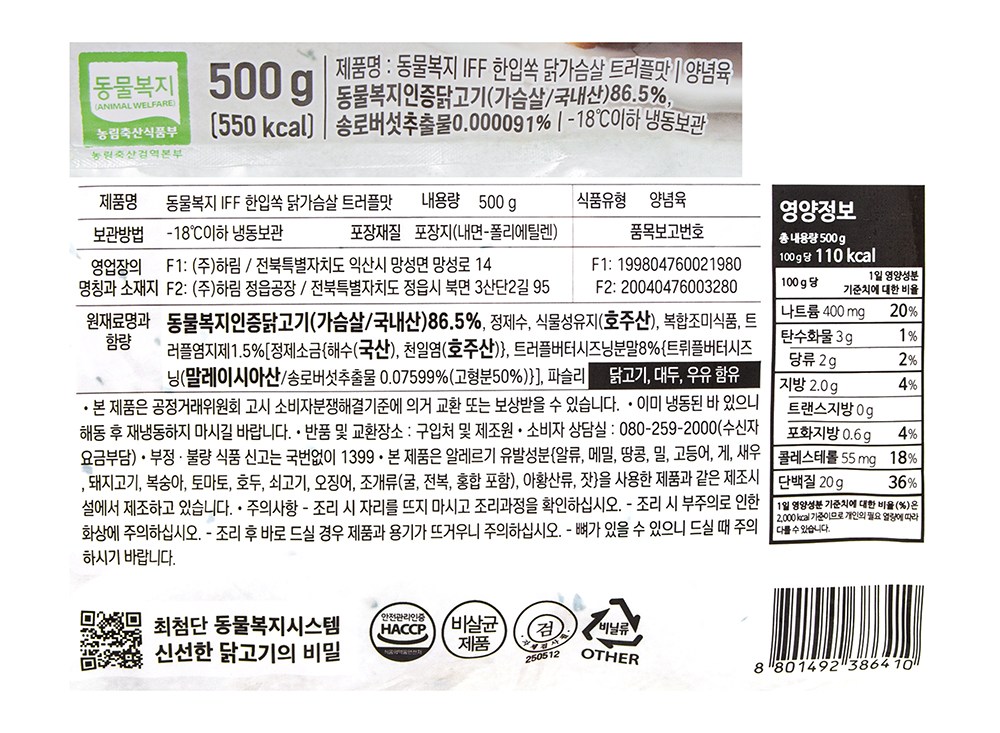 동물복지
(ANIMAL WELFARE)
농림축산식품부
농림축산검역본부
500 g
(550 kcal)
제품명 : 동물복지 IFF 한입쏙 닭가슴살 트러플맛 | 양념육
동물복지인증닭고기(가슴살/국내산)86.5%,
송로버섯추출물0.000091% | -18℃이하 냉동보관
제품명 동물복지 IFF 한입쏙 닭가슴살 트러플맛 내용량 500 g 식품유형 양념육
보관방법 -18℃이하 냉동보관 포장재질 포장지(내면-폴리에틸렌) 품목보고번호
영업장의 명칭과 소재지
F1: (주)하림 / 전북특별자치도 익산시 망성면 망성로 14 F1: 199804760021980
F2: (주)하림 정읍공장 / 전북특별자치도 정읍시 북면 3산단2길 95 F2: 20040476003280
원재료명과 함량
동물복지인증닭고기(가슴살/국내산)86.5%, 정제수, 식물성유지(호주산), 복합조미식품, 트
러플염지제1.5%[정제소금{해수(국산), 천일염(호주산)}, 트러플버터시즈닝분말8%{트뤼플버터시즈
닝(말레이시아산/송로버섯추출물 0.07599%(고형분50%)}], 파슬리 닭고기, 대두, 우유 함유
• 본 제품은 공정거래위원회 고시 소비자분쟁해결기준에 의거 교환 또는 보상받을 수 있습니다. • 이미 냉동된 바 있으니
해동 후 재냉동하지 마시길 바랍니다. • 반품 및 교환장소 : 구입처 및 제조원 • 소비자 상담실 : 080-259-2000(수신자
요금부담) • 부정 · 불량 식품 신고는 국번없이 1399 • 본 제품은 알레르기 유발성분{알류, 메밀, 땅콩, 밀, 고등어, 게, 새우
, 돼지고기, 복숭아, 토마토, 호두, 쇠고기, 오징어, 조개류(굴, 전복, 홍합 포함), 아황산류, 잣}을 사용한 제품과 같은 제조시
설에서 제조하고 있습니다. • 주의사항 - 조리 시 자리를 뜨지 마시고 조리과정을 확인하십시오. - 조리 시 부주의로 인한
화상에 주의하십시오. - 조리 후 바로 드실 경우 제품과 용기가 뜨거우니 주의하십시오. - 뼈가 있을 수 있으니 드실 때 주의
하시기 바랍니다.
영양정보
총 내용량 500 g
100 g 당 110 kcal
100 g 당 1일 영양성분 기준치에 대한 비율
나트륨 400 mg 20%
탄수화물 3 g 1%
당류 2 g 2%
지방 2.0 g 4%
트랜스지방 0 g
포화지방 0.6 g 4%
콜레스테롤 55 mg 18%
단백질 20 g 36%
1일 영양성분 기준치에 대한 비율(%)은
2,000 kcal 기준이므로 개인의 필요 열량에 따라
다를 수 있습니다.
최첨단 동물복지시스템
신선한 닭고기의 비밀
안전관리인증
HACCP
식품의약품안전처
비살균
제품
검
250512
비닐류
OTHER
8 801492 386410